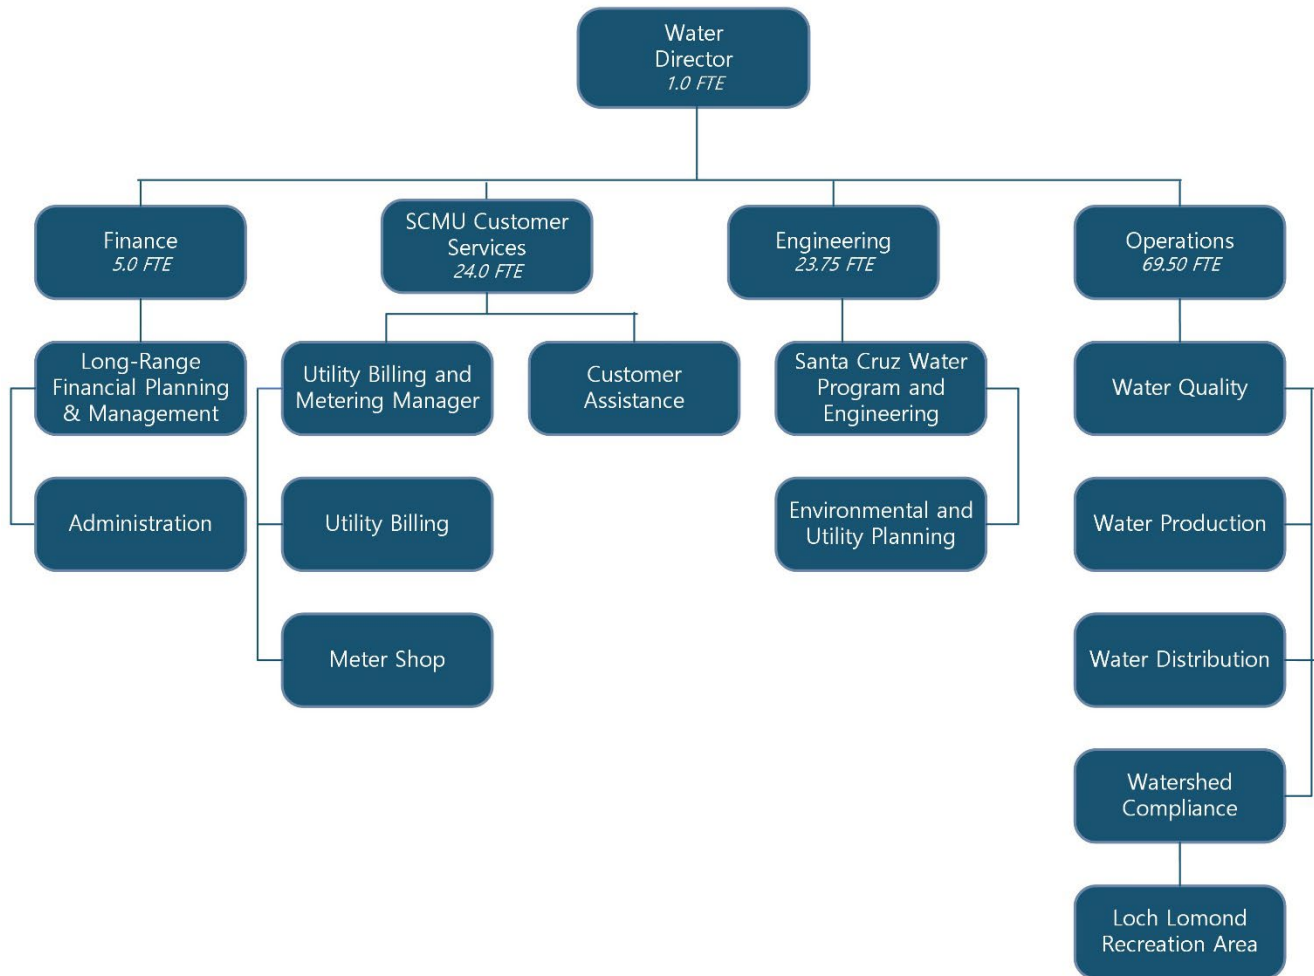 Water
Director
1.0 FTE
Finance
5.0 FTE
SCMU Customer
Services
24.0 FTE
Engineering
23.75 FTE
Operations
69.50 FTE
Long-Range
Financial Planning
& Management
Administration
Utility Billing and
Metering Manager
Utility Billing
Meter Shop
Customer
Assistance
Santa Cruz Water
Program and
Engineering
Environmental and
Utility Planning
Water Quality
Water Production
Water Distribution
Watershed
Compliance
Loch Lomond
Recreation Area